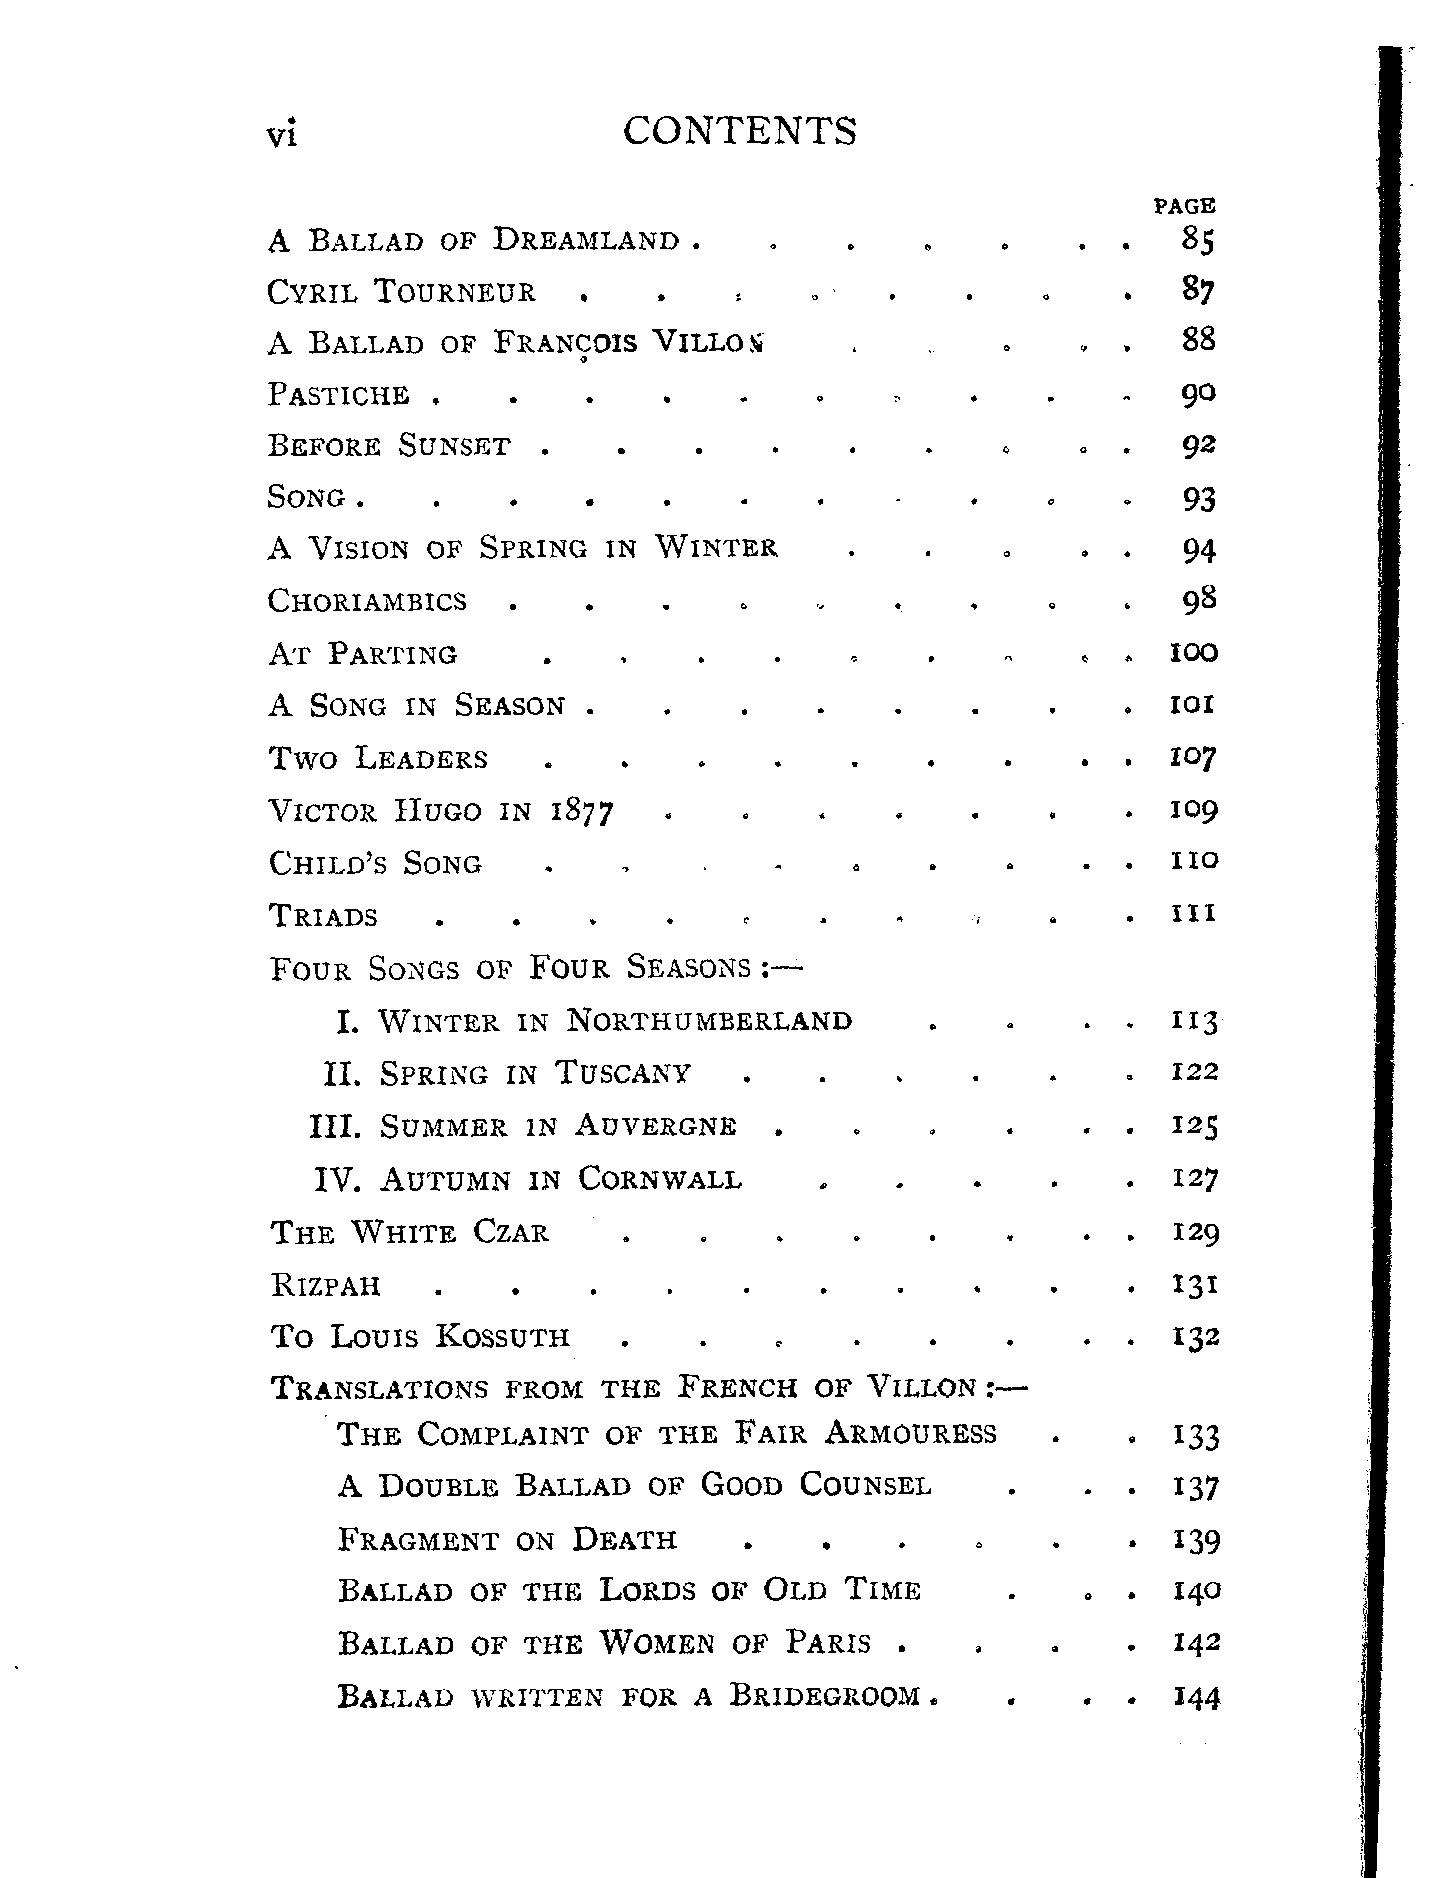 vi CONTENTS
PAGE
A BALLAD OF DREAMLAND . . . . . . . 85
CYRIL TOURNEUR . . . . . . . . 87
A BALLAD OF FRANÇOIS VILLON . . . . . 88
PASTICHE . . . . . . . . . . 90
BEFORE SUNSET . . . . . . . . . 92
SONG . . . . . . . . . . . 93
A VISION OF SPRING IN WINTER . . . . . 94
CHORIAMBICS . . . . . . . . . 98
AT PARTING . . . . . . . . . 100
A SONG IN SEASON . . . . . . . . 101
TWO LEADERS . . . . . . . . . 107
VICTOR HUGO IN 1877 . . . . . . . 109
CHILD'S SONG . . . . . . . . . 110
TRIADS . . . . . . . . . . 111
FOUR SONGS OF FOUR SEASONS :—
I. WINTER IN NORTHUMBERLAND . . . . 113
II. SPRING IN TUSCANY . . . . . . 122
III. SUMMER IN AUVERGNE . . . . . . 125
IV. AUTUMN IN CORNWALL . . . . . 127
THE WHITE CZAR . . . . . . . . 129
RIZPAH . . . . . . . . . . 131
TO LOUIS KOSSUTH . . . . . . . . 132
TRANSLATIONS FROM THE FRENCH OF VILLON :—
THE COMPLAINT OF THE FAIR ARMOURESS . . 133
A DOUBLE BALLAD OF GOOD COUNSEL . . . 137
FRAGMENT ON DEATH . . . . . . 139
BALLAD OF THE LORDS OF OLD TIME . . . 140
BALLAD OF THE WOMEN OF PARIS . . . . 142
BALLAD WRITTEN FOR A BRIDEGROOM . . . . 144